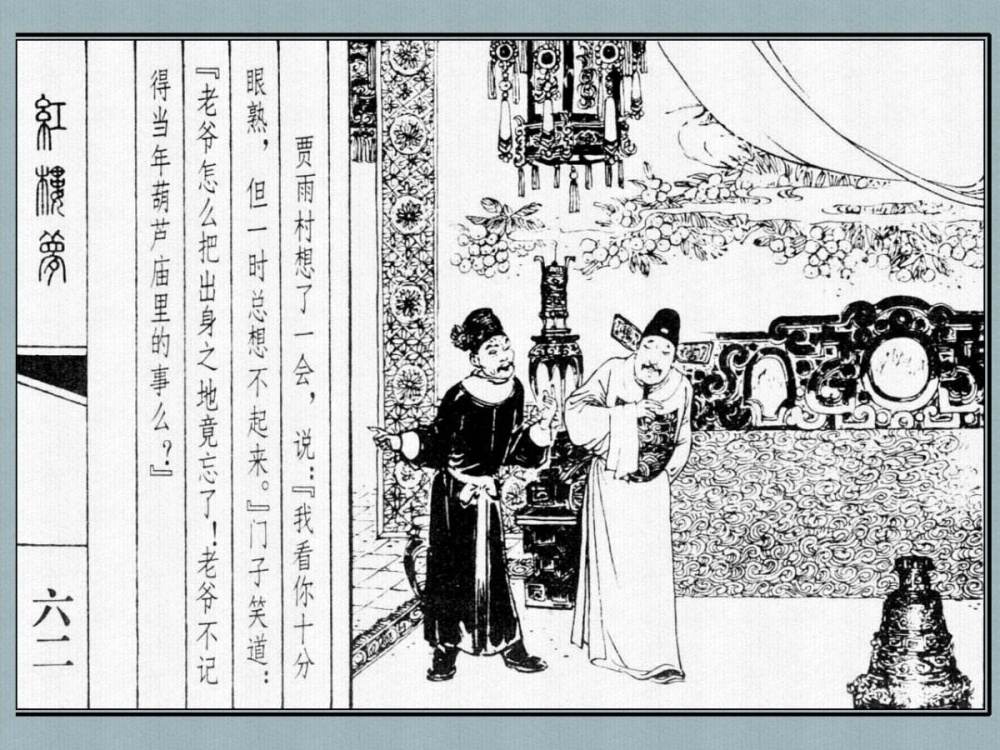 贾雨村想了一会，说：『我看你十分
眼熟，但一时总想不起来。』门子笑道：
『老爷怎么把出身之地竟忘了！老爷不记
得当年葫芦庙里的事么？』
紅樓夢
六二